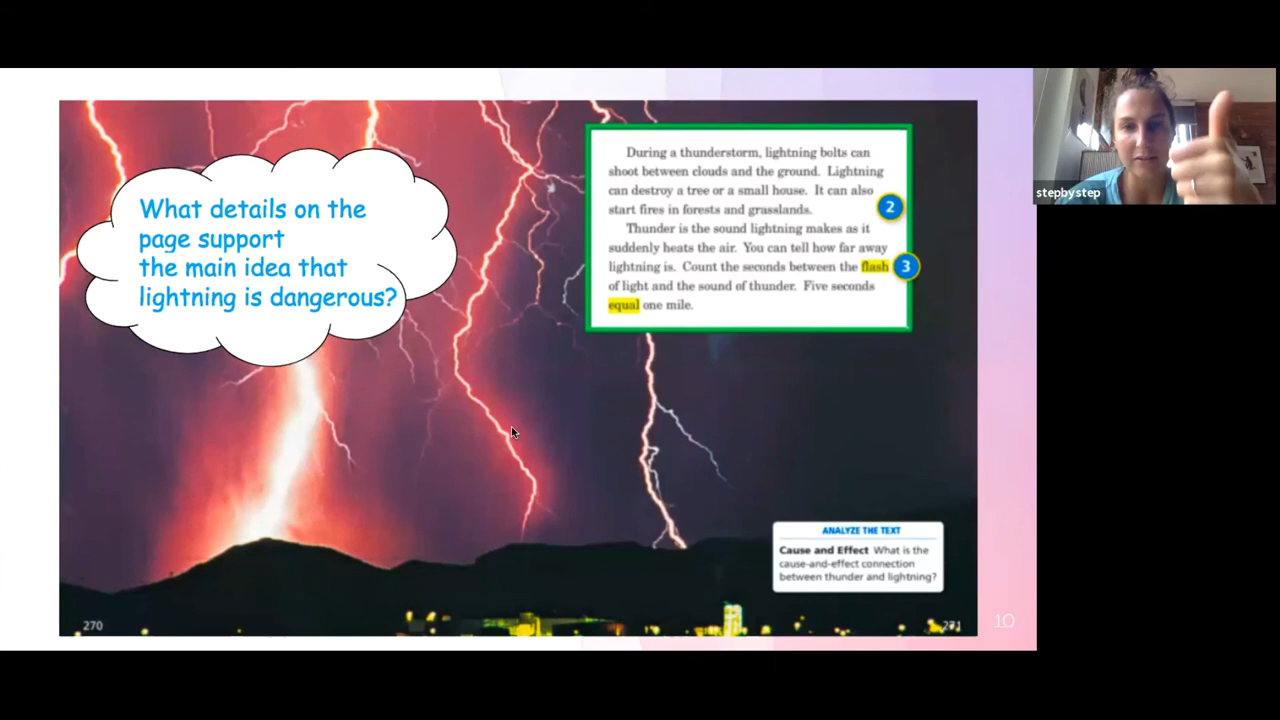 What details on the
page support
the main idea that
lightning is dangerous?
During a thunderstorm, lightning bolts can
shoot between clouds and the ground. Lightning
can destroy a tree or a small house. It can also
start fires in forests and grasslands.
2
Thunder is the sound lightning makes as it
suddenly heats the air. You can tell how far away
lightning is. Count the seconds between the flash
3
of light and the sound of thunder. Five seconds
equal one mile.
ANALYZE THE TEXT
Cause and Effect What is the
cause-and-effect connection
between thunder and lightning?
270
271
10
stepbystep